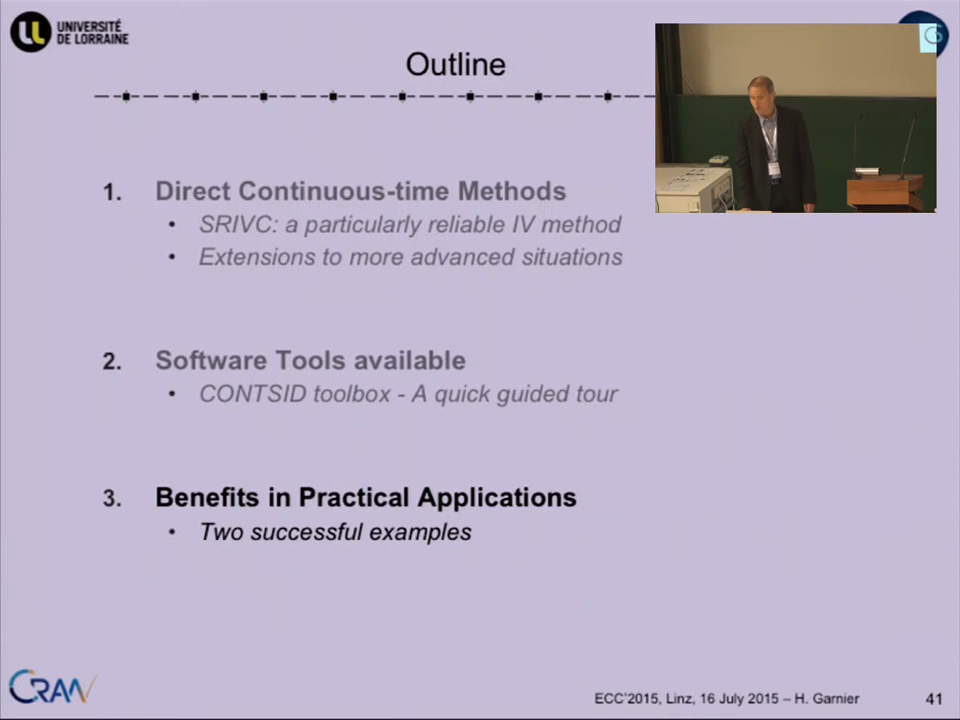 UNIVERSITÉ
DE LORRAINE
Outline
1. Direct Continuous-time Methods
• SRIVC: a particularly reliable IV method
• Extensions to more advanced situations
2. Software Tools available
• CONTSID toolbox - A quick guided tour
3. Benefits in Practical Applications
• Two successful examples
CRAN
ECC'2015, Linz, 16 July 2015 – H. Garnier
41